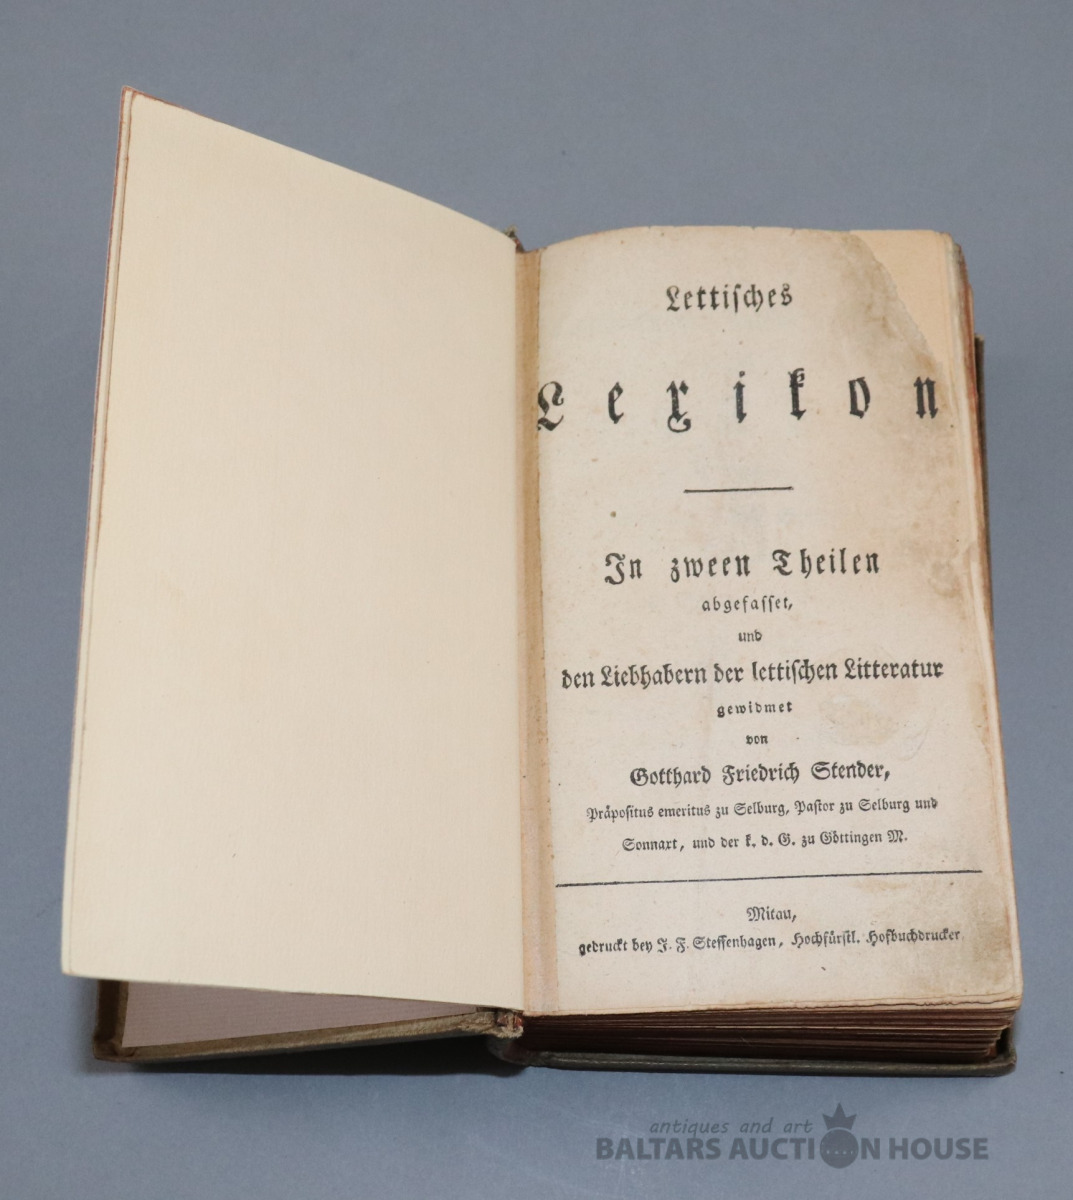 Lettisches
Lexikon
In zween Theilen
abgefasset,
und
den Liebhabern der lettischen Litteratur
gewidmet
von
Gotthard Friedrich Stender,
Präpositus emeritus zu Selburg, Pastor zu Selburg und
Sonnaxt, und der k. d. G. zu Göttingen M.
Mitau,
gedruckt bey J. F. Steffenhagen, Hochfürstl. Hofbuchdrucker
antiques and art
BALTARS AUCTION HOUSE